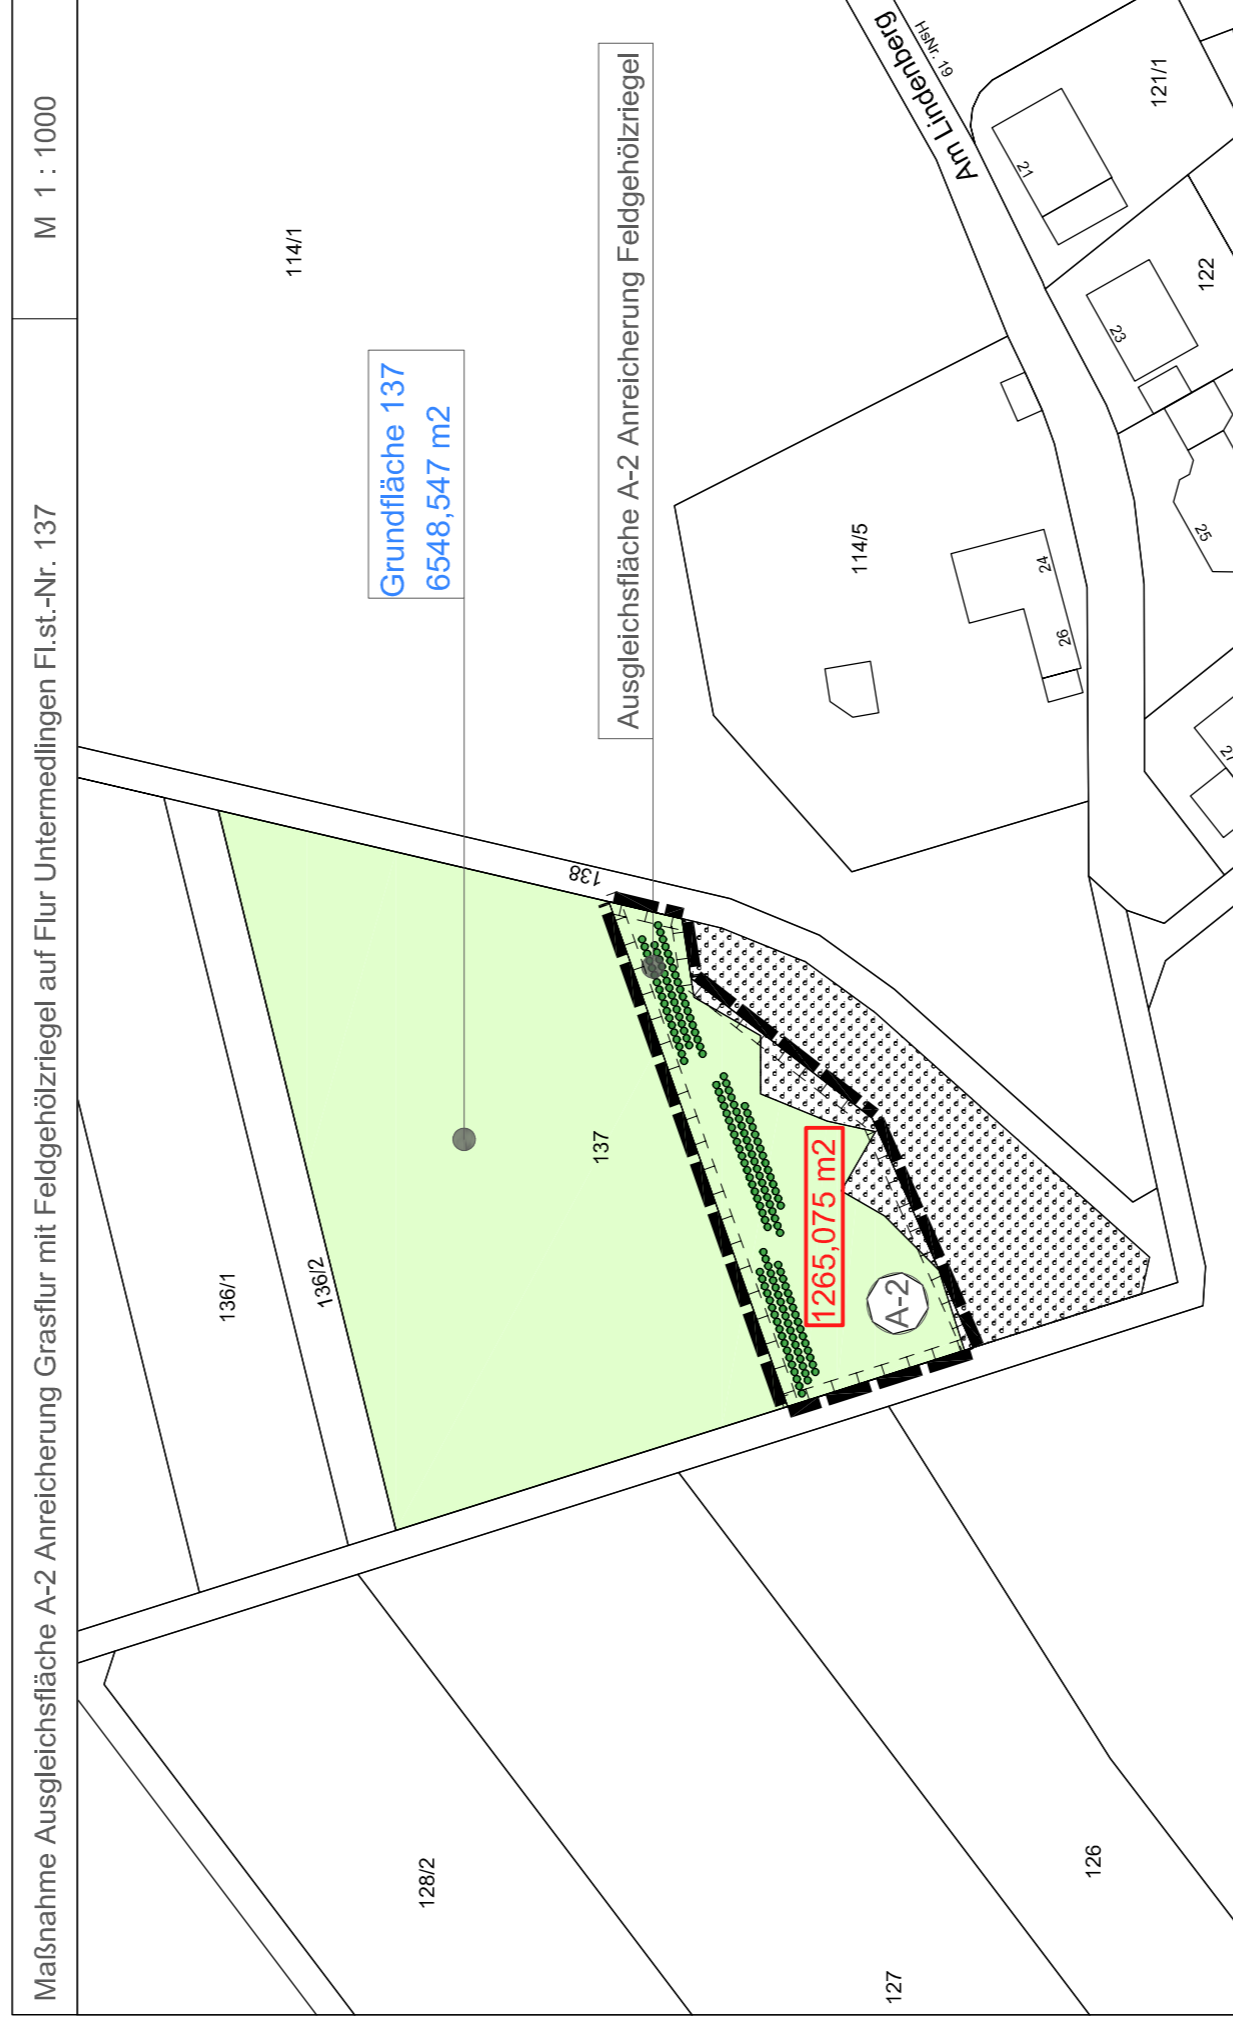 Maßnahme Ausgleichsfläche A-2 Anreicherung Grasflur mit Feldgehölzriegel auf Flur Untermedlingen Fl.st.-Nr. 137
M 1 : 1000
114/1
Grundfläche 137
6548,547 m2
Ausgleichsfläche A-2 Anreicherung Feldgehölzriegel
Am Lindenberg
HsNr. 19
21
121/1
23
122
25
114/5
24
26
27
138
137
136/1
136/2
1265,075 m2
A-2
128/2
127
126